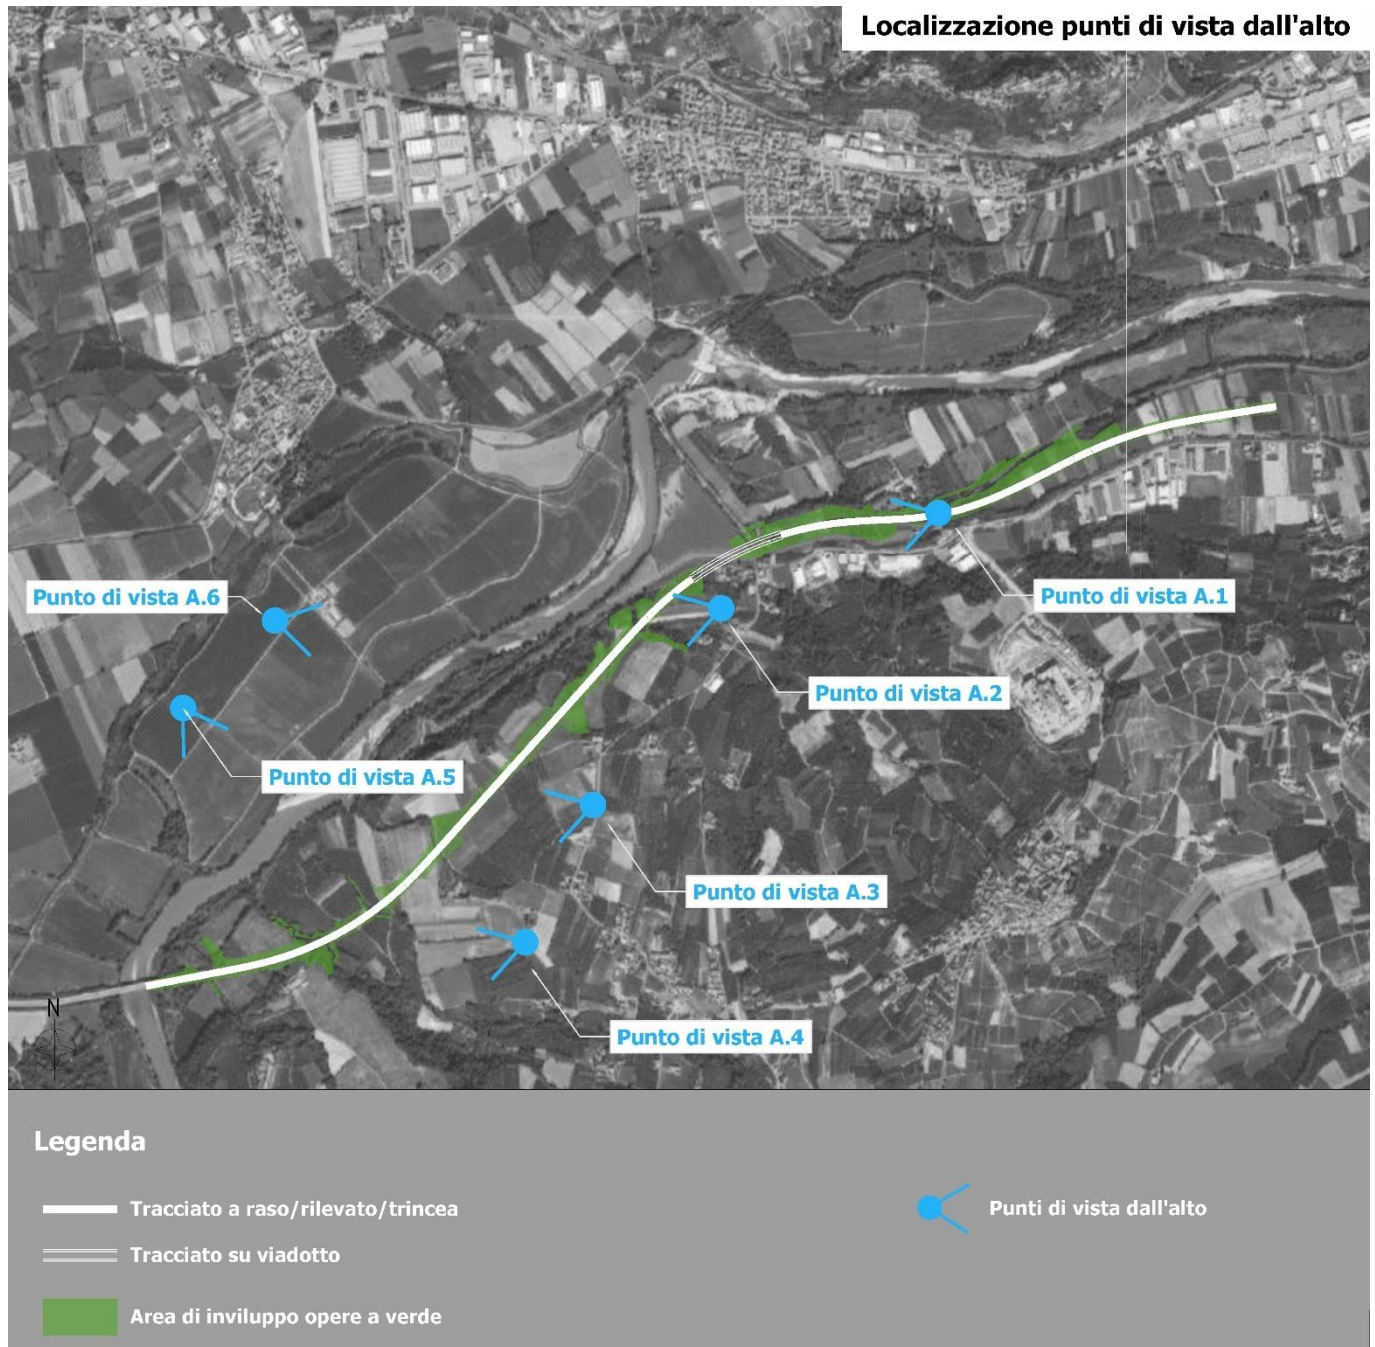 Localizzazione punti di vista dall'alto
Punto di vista A.6
Punto di vista A.1
Punto di vista A.2
Punto di vista A.5
Punto di vista A.3
Punto di vista A.4
N
Legenda
Tracciato a raso/rilevato/trincea
Punti di vista dall'alto
Tracciato su viadotto
Area di inviluppo opere a verde